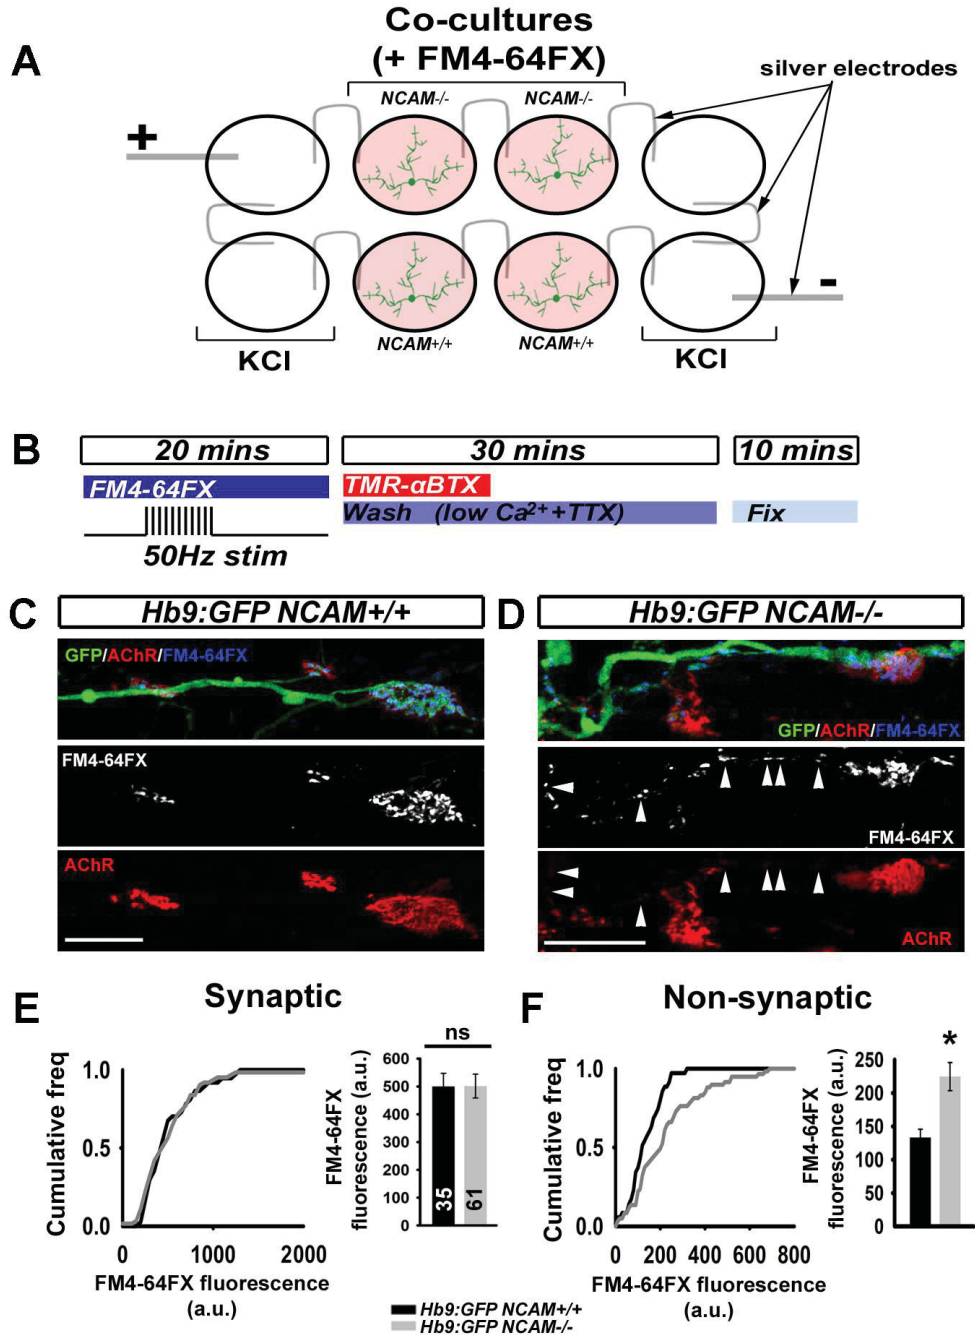 Co-cultures
(+ FM4-64FX)
A
silver electrodes
NCAM-/-
NCAM-/-
+
-
NCAM+/+
NCAM+/+
KCl
KCl
B
20 mins
30 mins
10 mins
FM4-64FX
TMR-αBTX
Wash (low Ca²⁺+TTX)
Fix
50Hz stim
C
Hb9:GFP NCAM+/+
GFP/AChR/FM4-64FX
FM4-64FX
AChR
D
Hb9:GFP NCAM-/-
GFP/AChR/FM4-64FX
FM4-64FX
AChR
E
Synaptic
Cumulative freq
1.0
0.5
0.0
0
1000
2000
FM4-64FX fluorescence
(a.u.)
ns
FM4-64FX
fluorescence (a.u.)
600
500
400
300
200
100
0
35
61
F
Non-synaptic
Cumulative freq
1.0
0.5
0.0
0
200
400
600
800
FM4-64FX fluorescence
(a.u.)
*
FM4-64FX
fluorescence (a.u.)
250
200
150
100
50
0
Hb9:GFP NCAM+/+
Hb9:GFP NCAM-/-